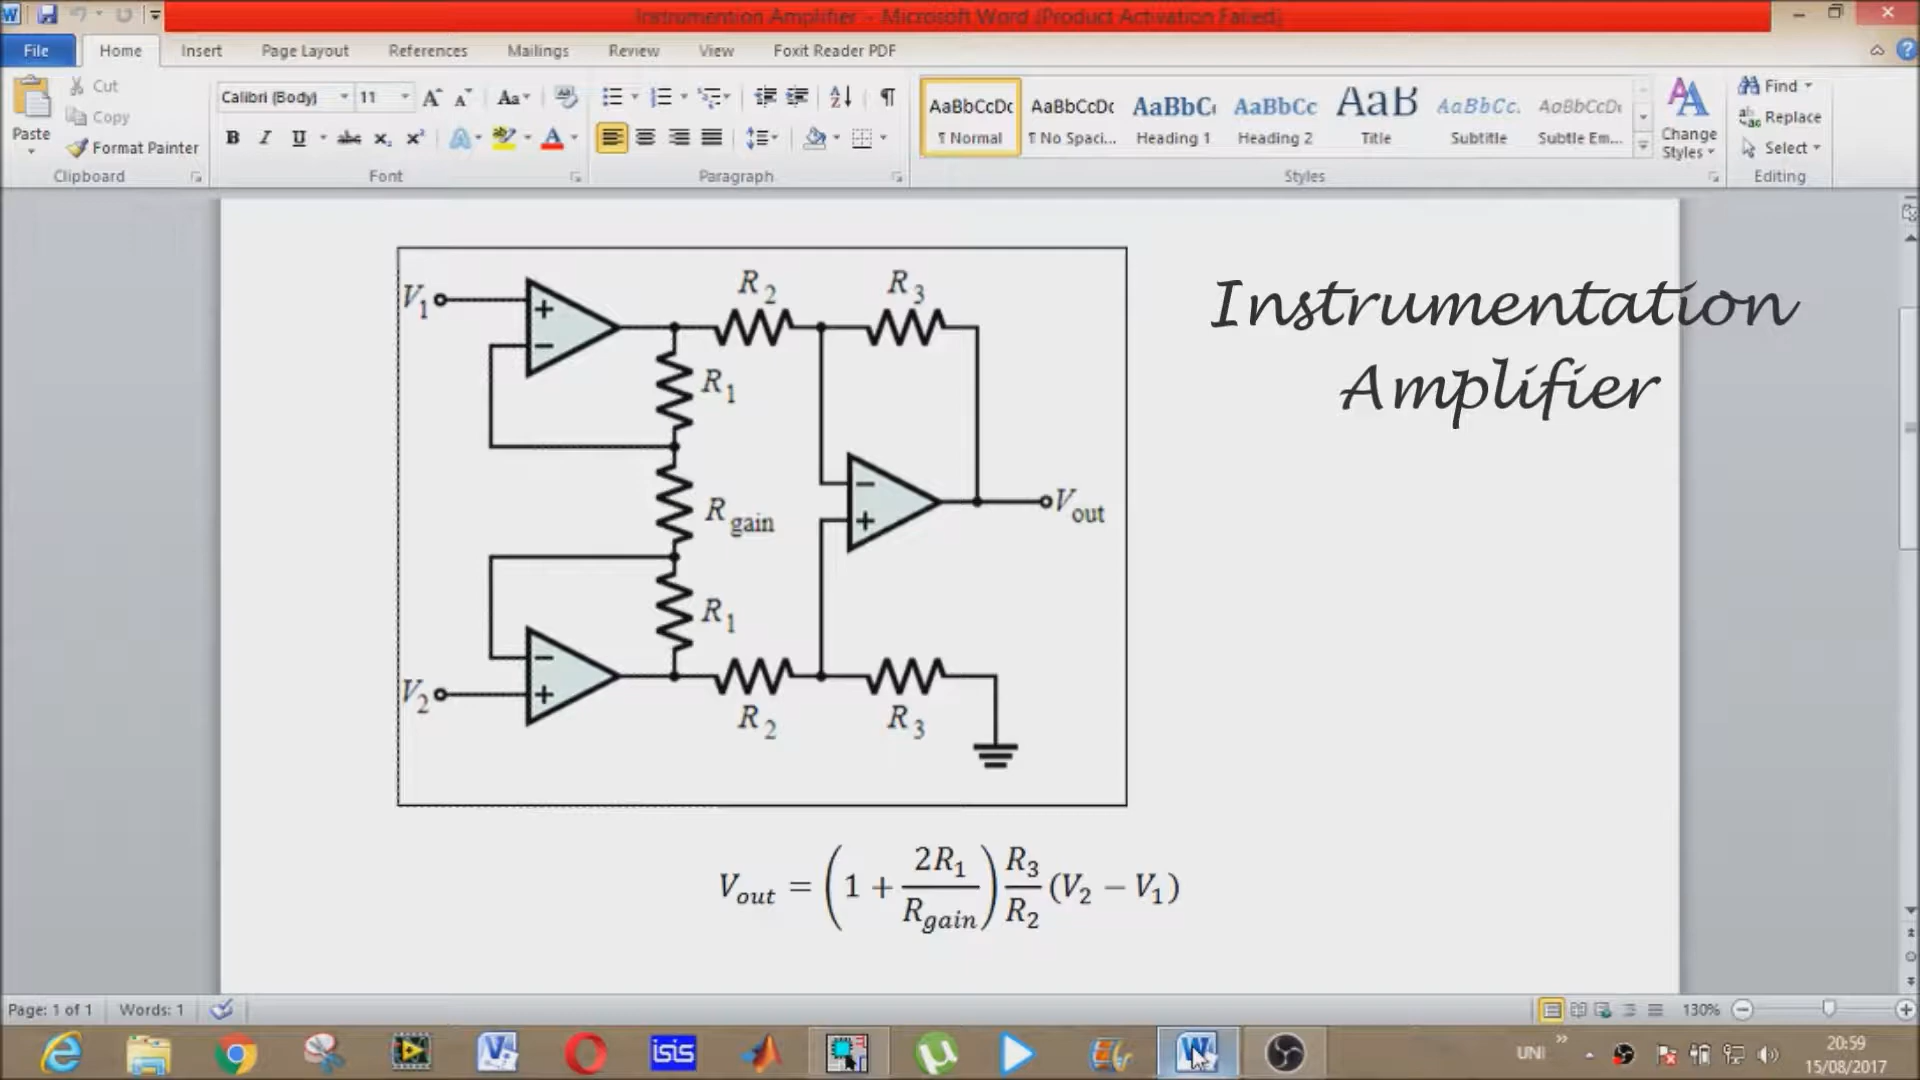 Instrumention Amplifier - Microsoft Word (Product Activation Failed)
File Home Insert Page Layout References Mailings Review View Foxit Reader PDF
Cut
Copy
Format Painter
Paste
Clipboard
Calibri (Body) 11
Font
Paragraph
AaBbCcDc AaBbCcDc AaBbC AaBbCc AaB AaBbCc. AaBbCcDı
¶ Normal ¶ No Spaci... Heading 1 Heading 2 Title Subtitle Subtle Em...
Styles
Change Styles
Find
Replace
Select
Editing
Instrumentation
Amplifier
V1
+
−
R2
R3
R1
Rgain
−
+
Vout
R1
−
+
V2
R2
R3
Vout = (1 + 2R1/Rgain) R3/R2 (V2 − V1)
Page: 1 of 1 Words: 1
130%
isis
UNI
20:59
15/08/2017